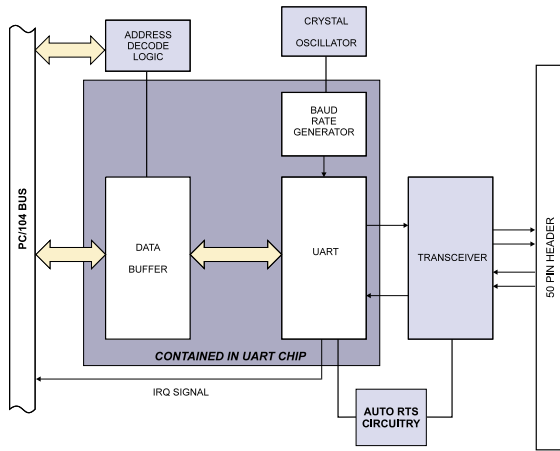 ADDRESS
DECODE
LOGIC
CRYSTAL
OSCILLATOR
BAUD
RATE
GENERATOR
PC/104 BUS
DATA
BUFFER
UART
TRANSCEIVER
50 PIN HEADER
CONTAINED IN UART CHIP
IRQ SIGNAL
AUTO RTS
CIRCUITRY